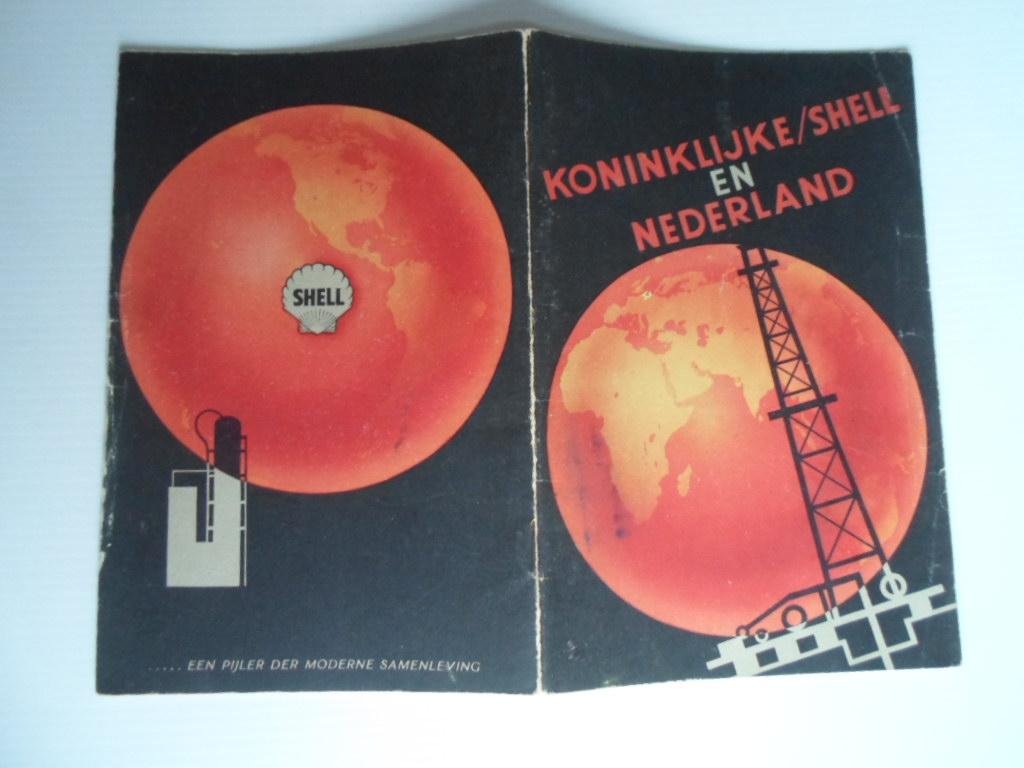 KONINKLIJKE/SHELL
EN
NEDERLAND
SHELL
..... EEN PIJLER DER MODERNE SAMENLEVING